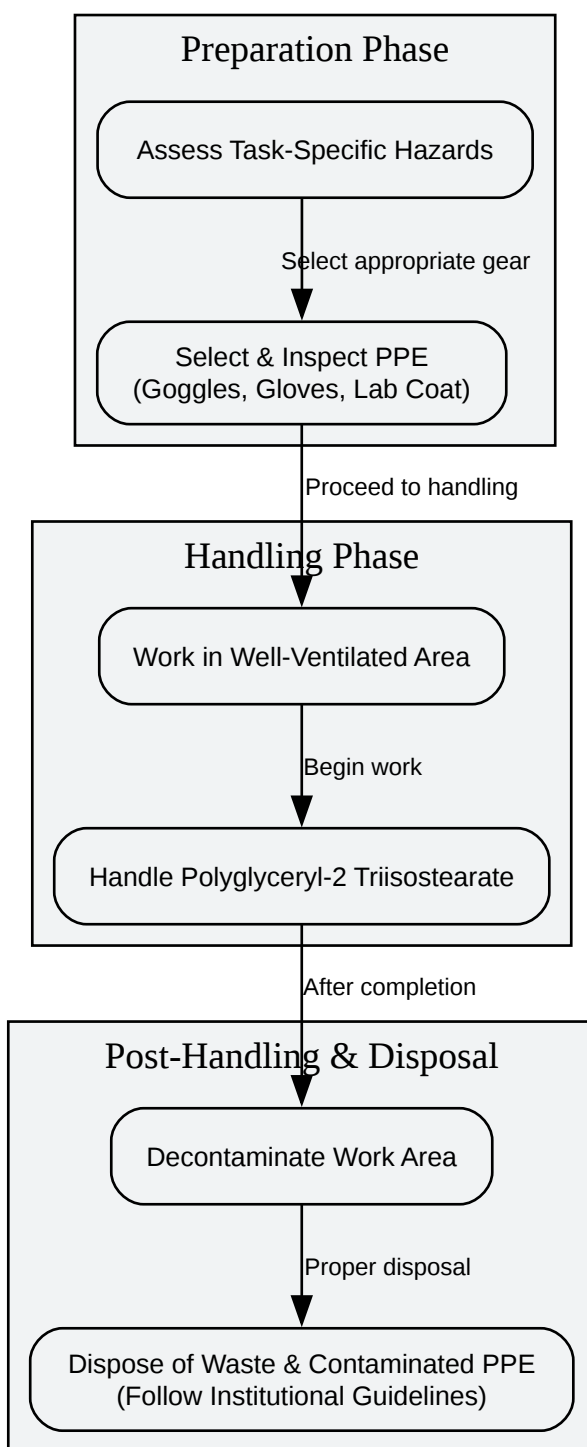 Preparation Phase
Assess Task-Specific Hazards
Select appropriate gear
Select & Inspect PPE
(Goggles, Gloves, Lab Coat)
Proceed to handling
Handling Phase
Work in Well-Ventilated Area
Begin work
Handle Polyglyceryl-2 Triisostearate
After completion
Post-Handling & Disposal
Decontaminate Work Area
Proper disposal
Dispose of Waste & Contaminated PPE
(Follow Institutional Guidelines)